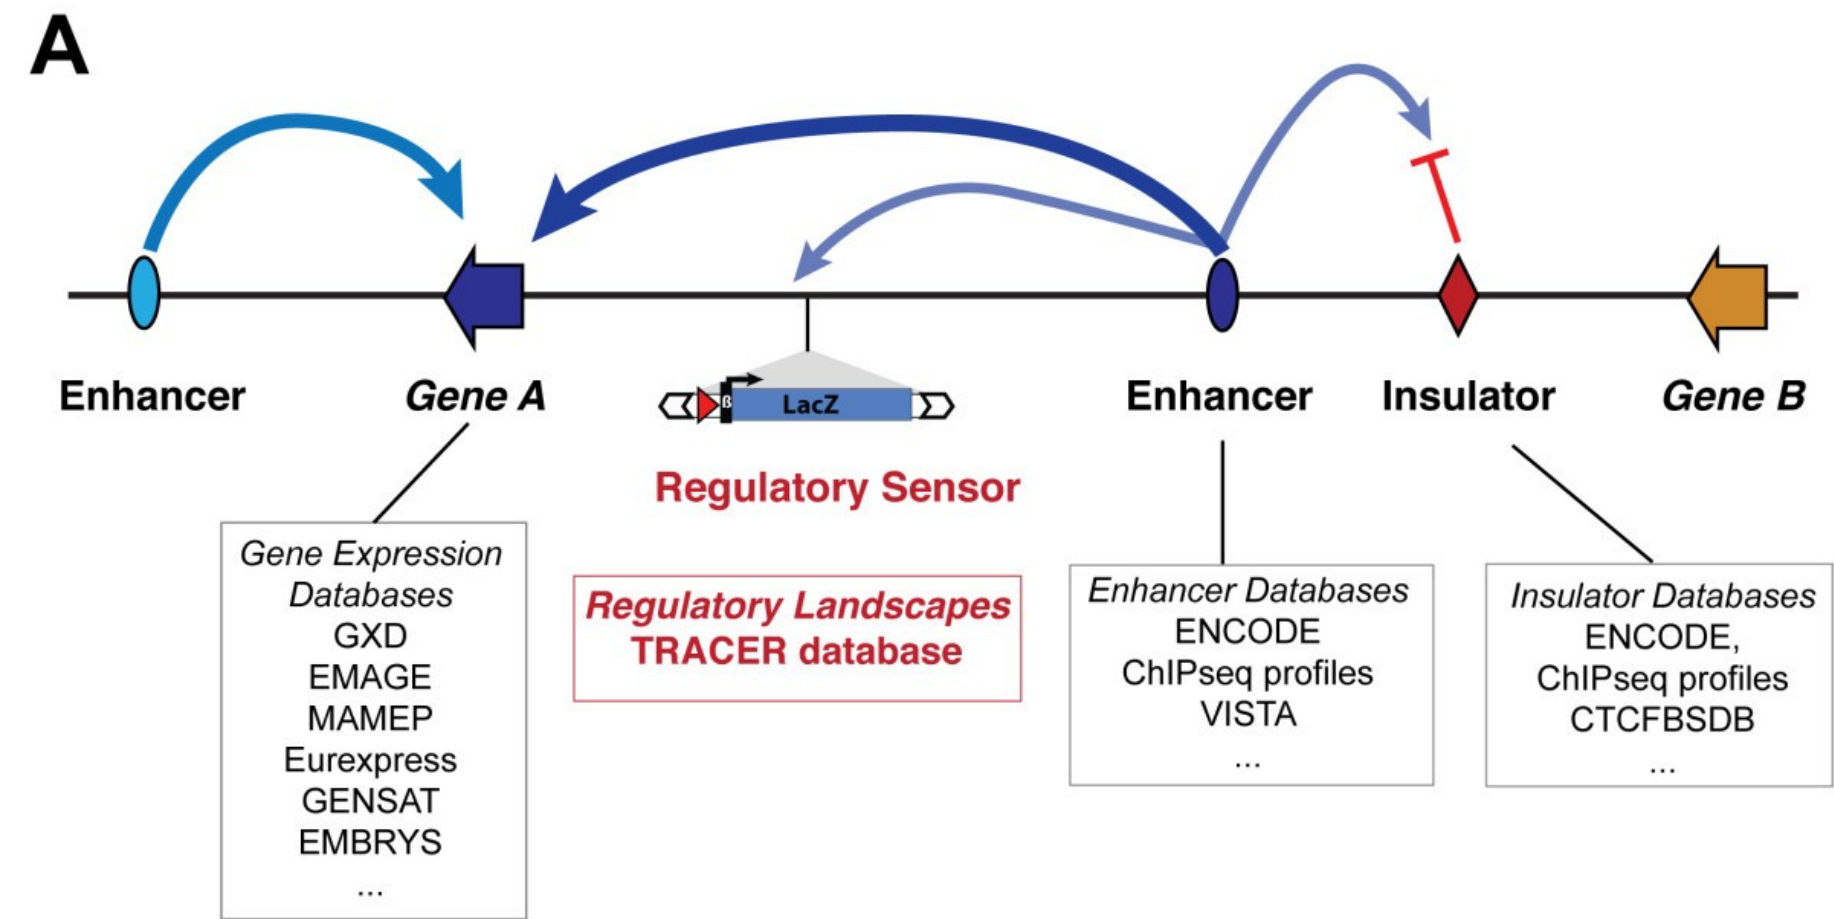 A
Enhancer
Gene A
Enhancer
Insulator
Gene B
ß
LacZ
Regulatory Sensor
Gene Expression
Databases
GXD
EMAGE
MAMEP
Eurexpress
GENSAT
EMBRYS
...
Regulatory Landscapes
TRACER database
Enhancer Databases
ENCODE
ChIPseq profiles
VISTA
...
Insulator Databases
ENCODE,
ChIPseq profiles
CTCFBSDB
...